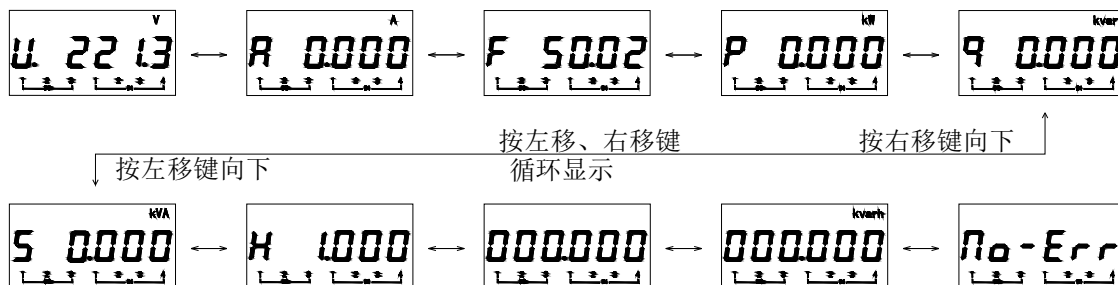 V A kW kvar
U. 221.3 A 0.000 F 50.02 P 0.000 q 0.000
按左移、右移键 按右移键向下
按左移键向下 循环显示
kVA kvarh
S 0.000 H 1.000 000.000 000.000 No-Err